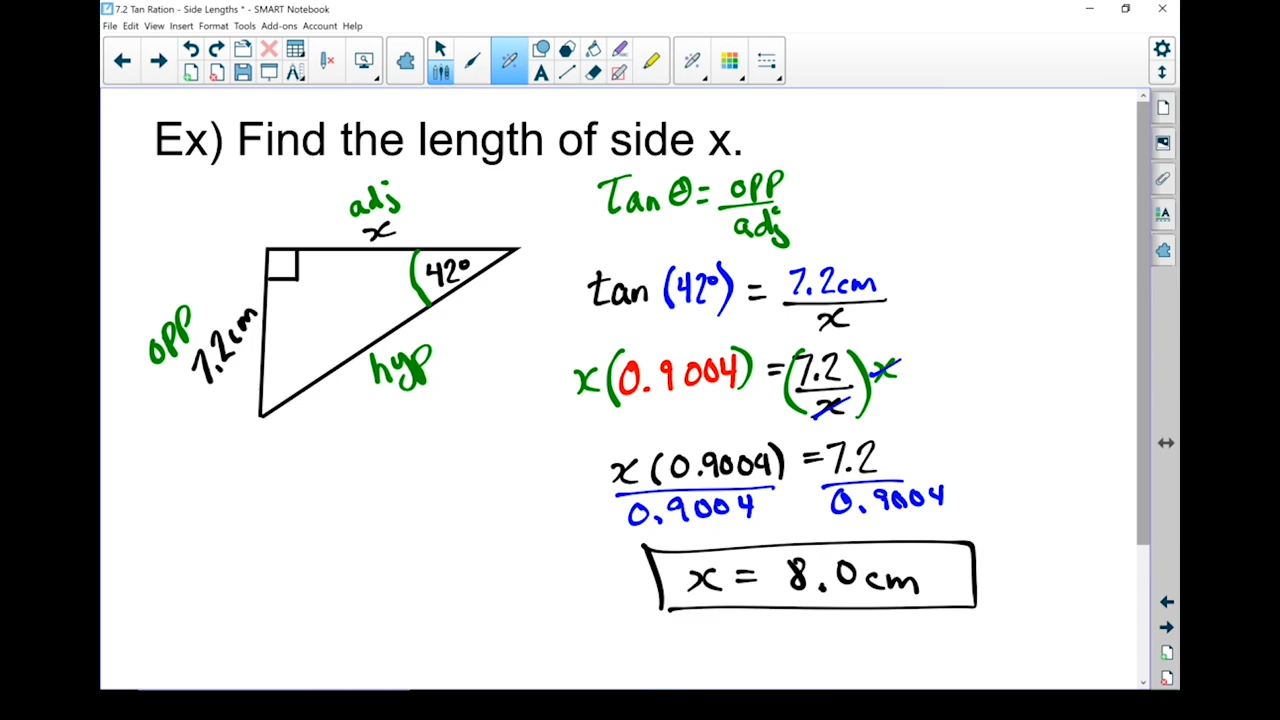 7.2 Tan Ration - Side Lengths * - SMART Notebook
File Edit View Insert Format Tools Add-ons Account Help
Ex) Find the length of side x.
adj
x
42°
opp
7.2cm
hyp
Tan θ = opp/adj
tan (42°) = 7.2cm/x
x(0.9004) = (7.2/x)x
x(0.9004)/0.9004 = 7.2/0.9004
x = 8.0cm